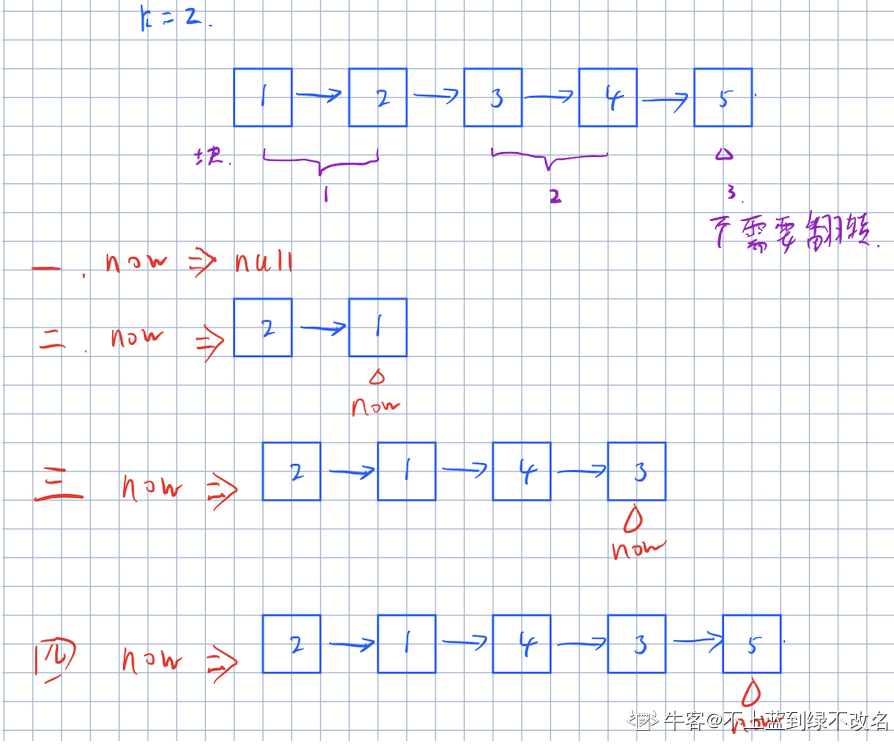 k=2.
1 → 2 → 3 → 4 → 5
块.
1 2 3.
不需要翻转.
一. now ⇒ null
二. now ⇒ 2 → 1
now
三 now ⇒ 2 → 1 → 4 → 3
now
四 now ⇒ 2 → 1 → 4 → 3 → 5
now
牛客@不上蓝到绿不改名